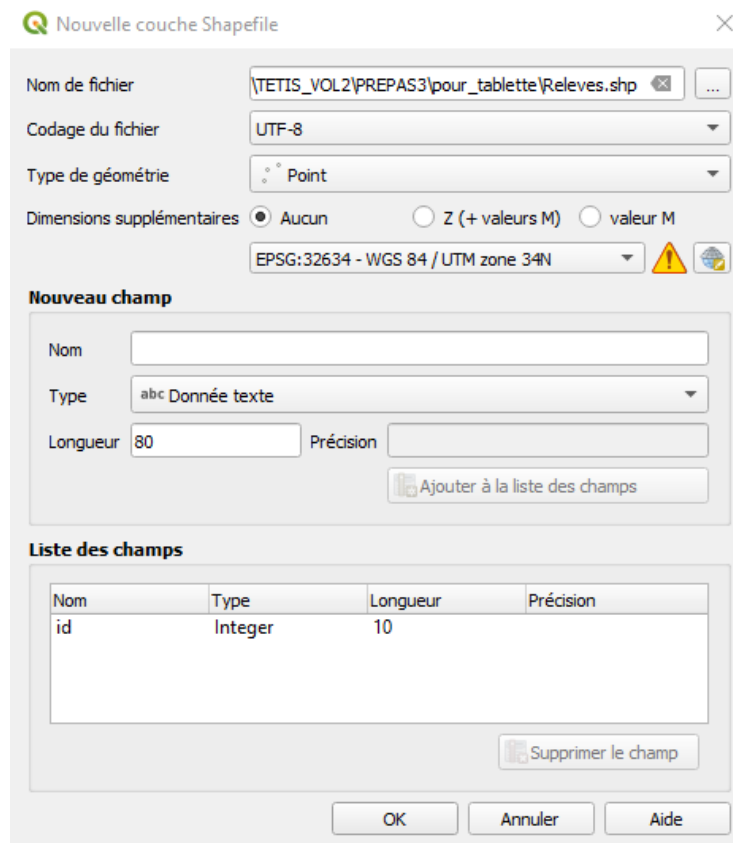 Nouvelle couche Shapefile
Nom de fichier \TETIS_VOL2\PREPAS3\pour_tablette\Releves.shp ...
Codage du fichier UTF-8
Type de géométrie Point
Dimensions supplémentaires Aucun Z (+ valeurs M) valeur M
EPSG:32634 - WGS 84 / UTM zone 34N
Nouveau champ
Nom
Type abc Donnée texte
Longueur 80 Précision
Ajouter à la liste des champs
Liste des champs
Nom Type Longueur Précision
id Integer 10
Supprimer le champ
OK Annuler Aide